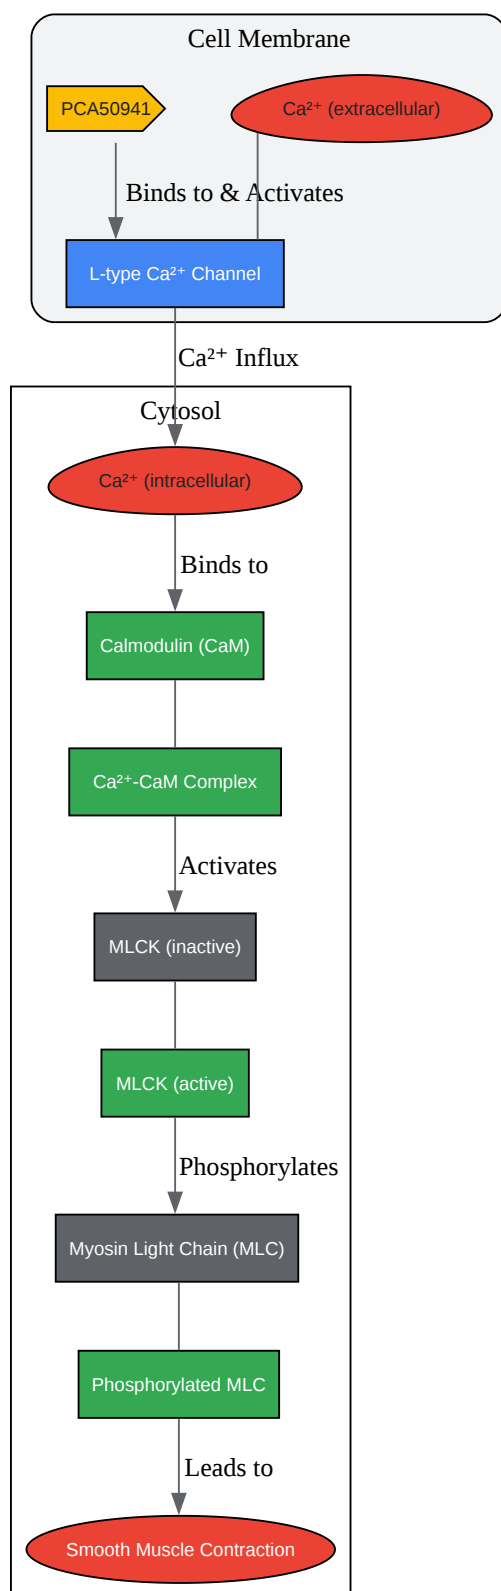 Cell Membrane
PCA50941
Ca²⁺ (extracellular)
Binds to & Activates
L-type Ca²⁺ Channel
Ca²⁺ Influx
Cytosol
Ca²⁺ (intracellular)
Binds to
Calmodulin (CaM)
Ca²⁺-CaM Complex
Activates
MLCK (inactive)
MLCK (active)
Phosphorylates
Myosin Light Chain (MLC)
Phosphorylated MLC
Leads to
Smooth Muscle Contraction